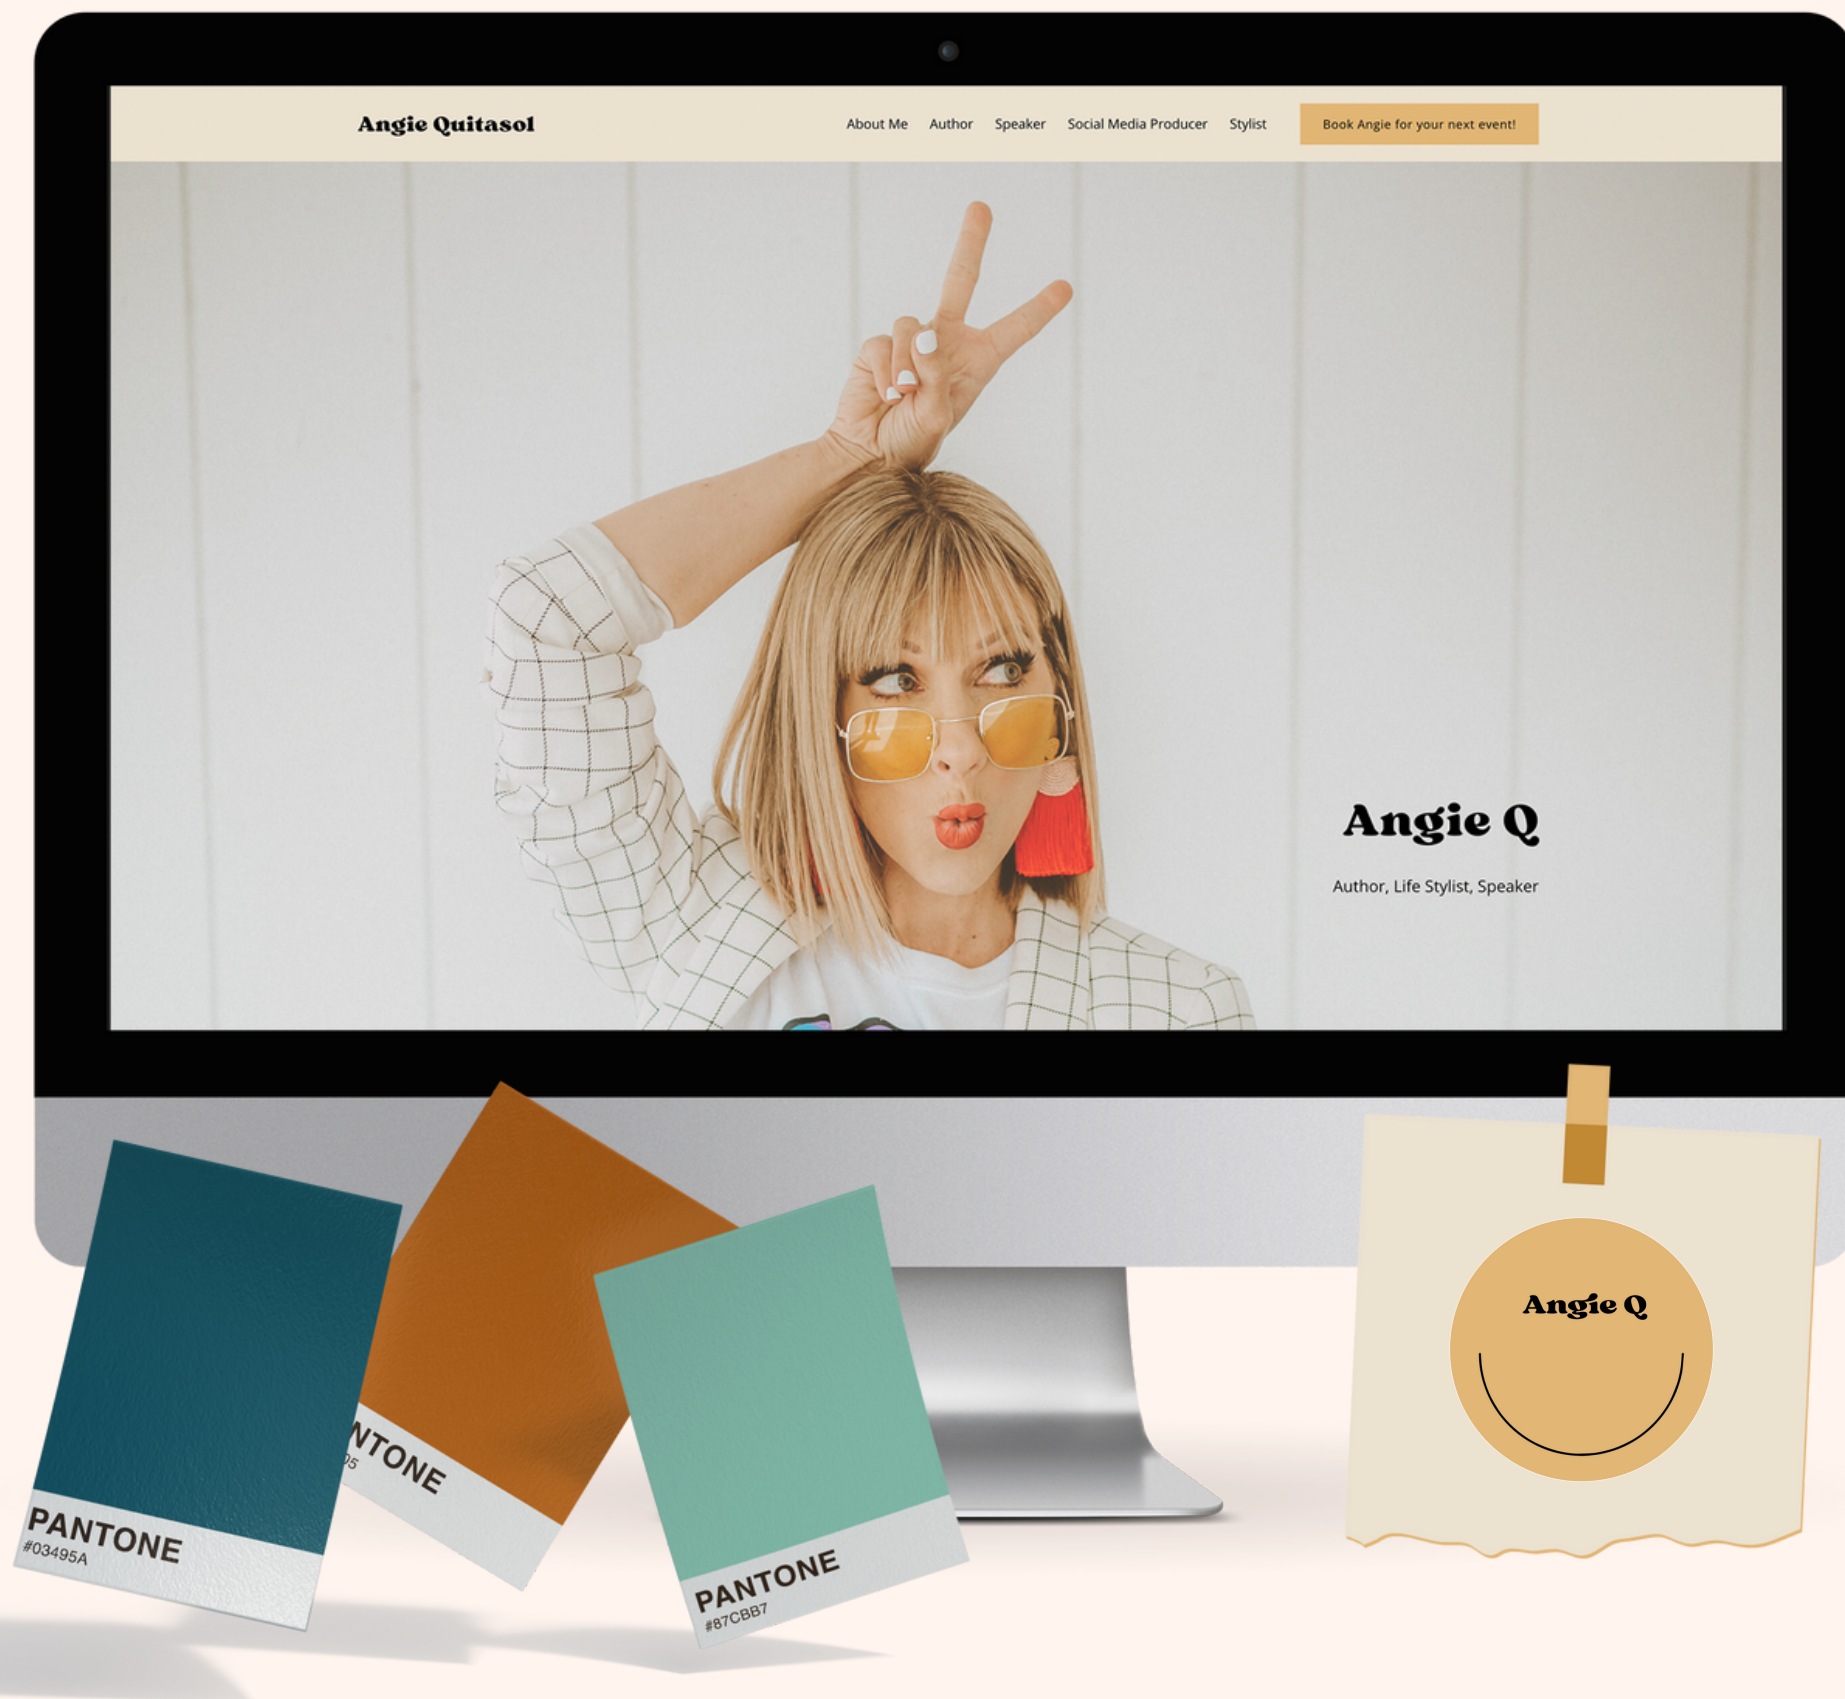 Angie Quitasol
About Me Author Speaker Social Media Producer Stylist Book Angie for your next event!
Angie Q
Author, Life Stylist, Speaker
Angie Q
NTONE
05
PANTONE
#03495A
PANTONE
#87CBB7